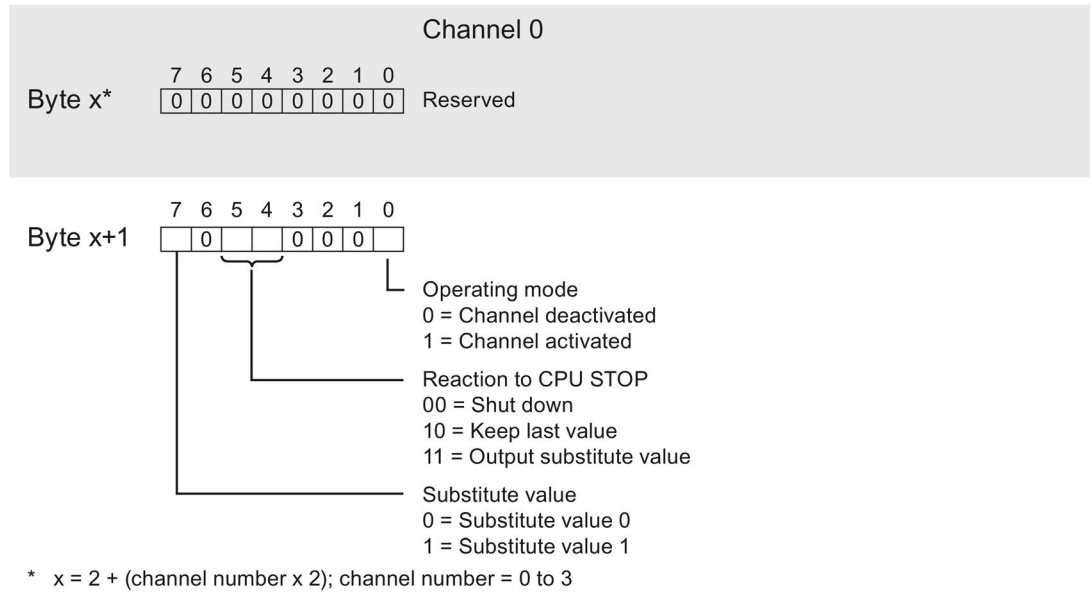 Channel 0
7 6 5 4 3 2 1 0
Byte x* 0 0 0 0 0 0 0 0 Reserved
7 6 5 4 3 2 1 0
Byte x+1 0 0 0 0
Operating mode
0 = Channel deactivated
1 = Channel activated
Reaction to CPU STOP
00 = Shut down
10 = Keep last value
11 = Output substitute value
Substitute value
0 = Substitute value 0
1 = Substitute value 1
* x = 2 + (channel number x 2); channel number = 0 to 3